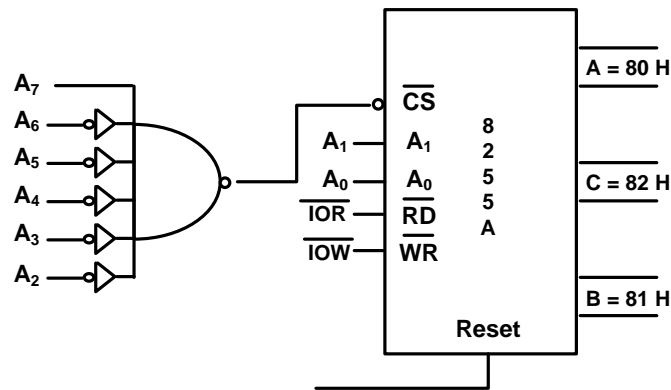 A7
A6
A5
A4
A3
A2
CS
A1 A1
A0 A0
IOR RD
IOW WR
8
2
5
5
A
Reset
A = 80 H
C = 82 H
B = 81 H